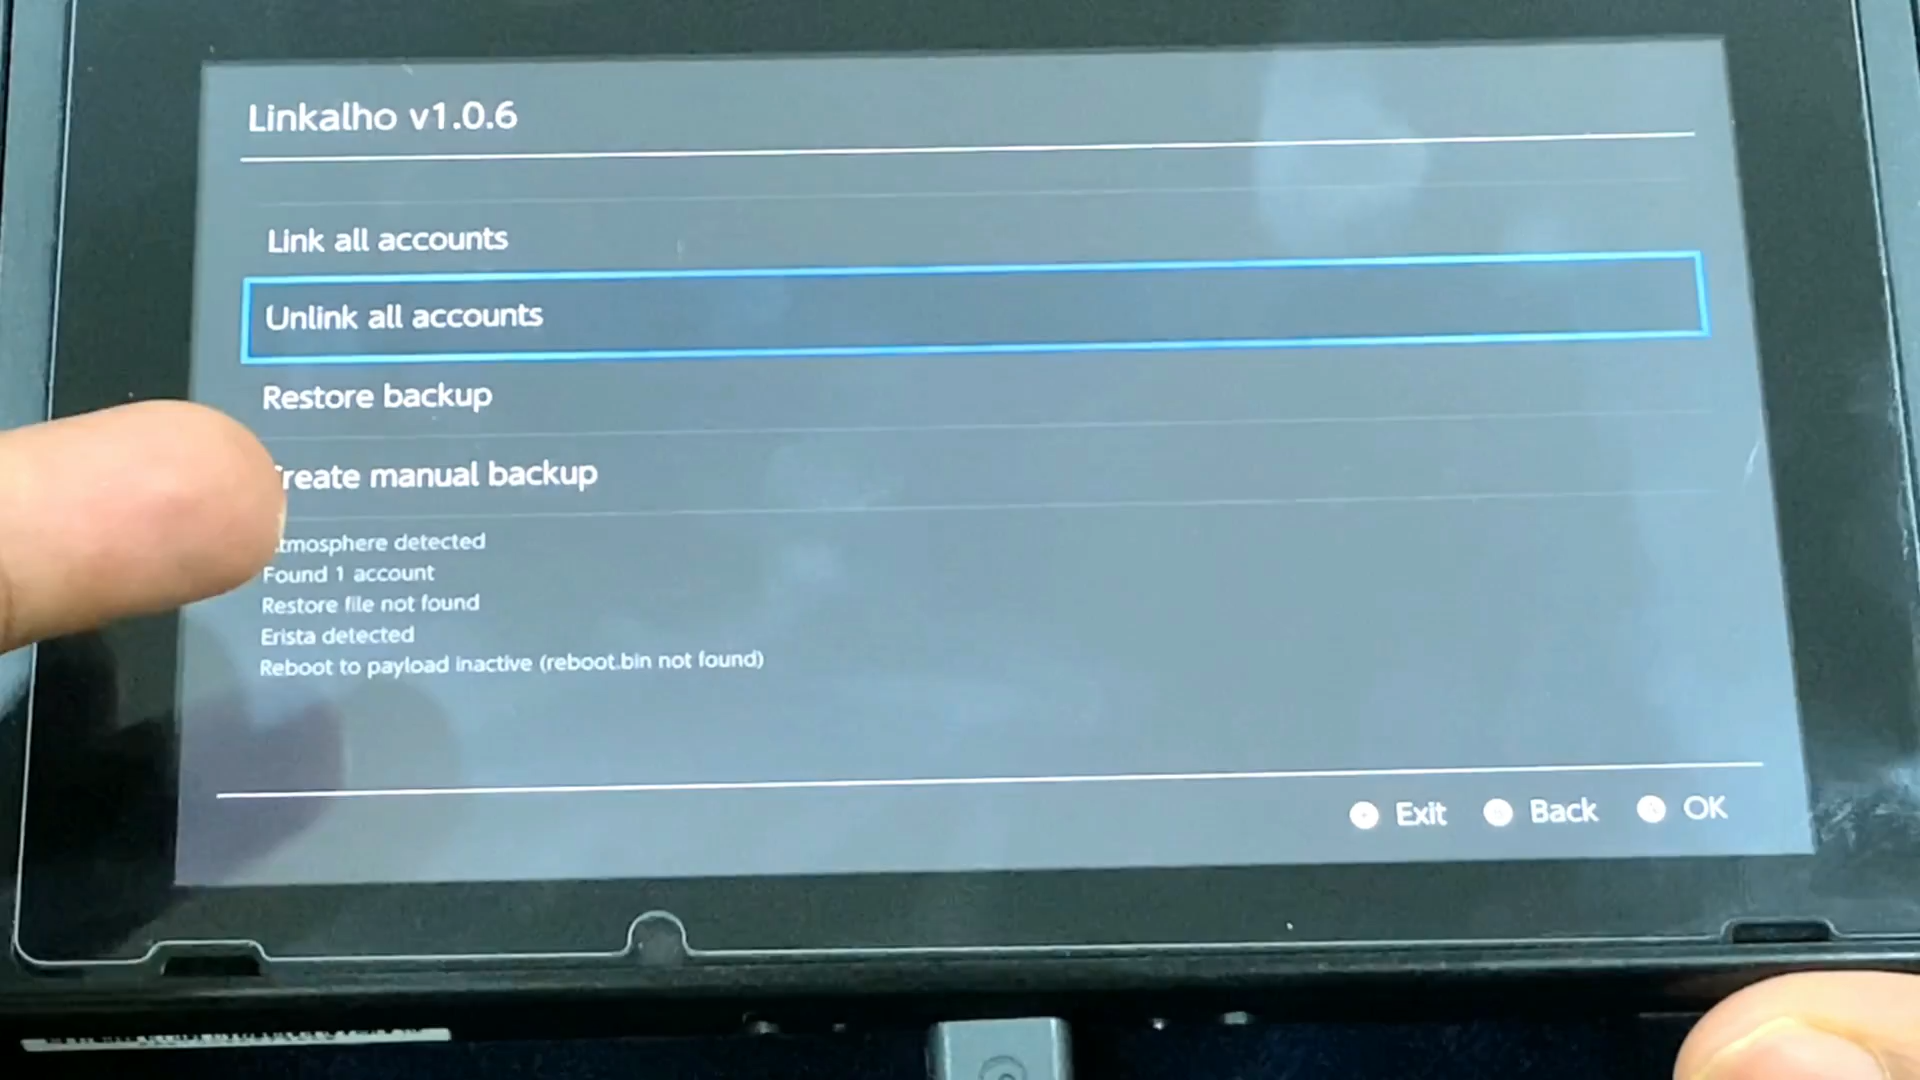 Linkalho v1.0.6
Link all accounts
Unlink all accounts
Restore backup
reate manual backup
tmosphere detected
Found 1 account
Restore file not found
Erista detected
Reboot to payload inactive (reboot.bin not found)
Exit Back OK